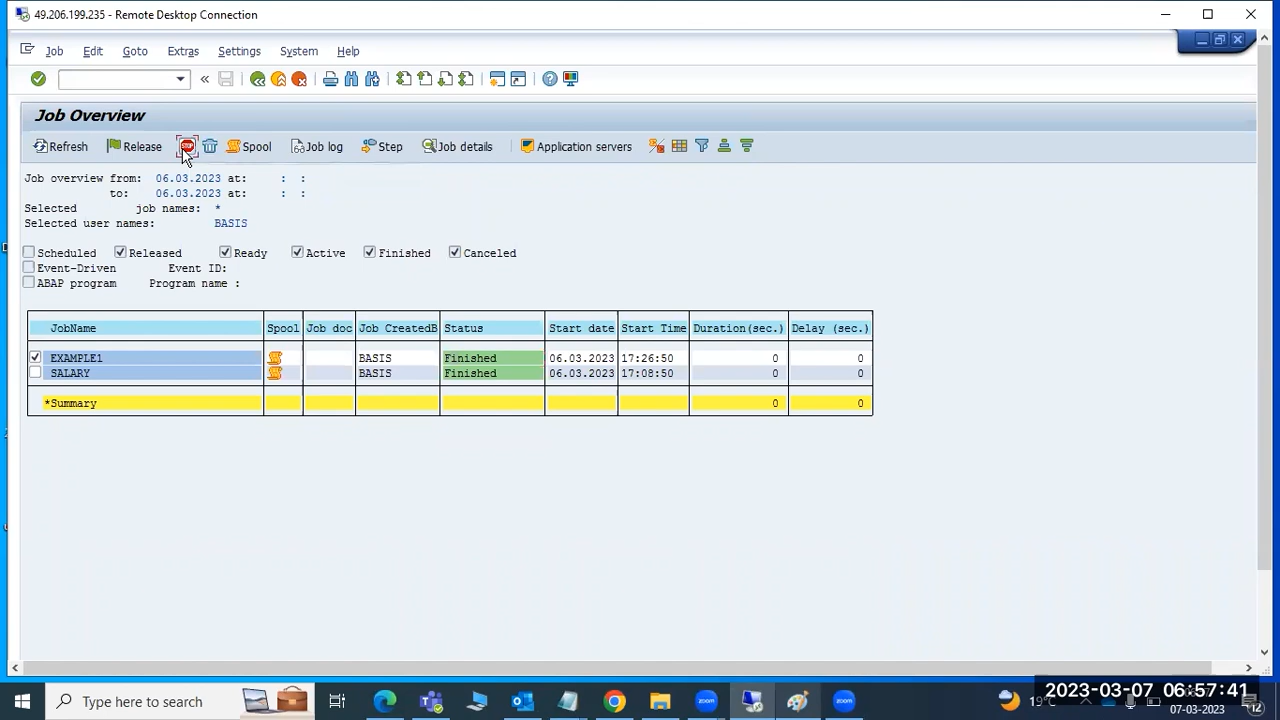 49.206.199.235 - Remote Desktop Connection
Job Edit Goto Extras Settings System Help
Job Overview
Refresh Release STOP Spool Job log Step Job details Application servers
Job overview from: 06.03.2023 at: : :
to: 06.03.2023 at: : :
Selected job names: *
Selected user names: BASIS
Scheduled Released Ready Active Finished Canceled
Event-Driven Event ID:
ABAP program Program name :
JobName Spool Job doc Job CreatedB Status Start date Start Time Duration(sec.) Delay (sec.)
EXAMPLE1 BASIS Finished 06.03.2023 17:26:50 0 0
SALARY BASIS Finished 06.03.2023 17:08:50 0 0
*Summary 0 0
Type here to search zoom zoom 19° 2023-03-07 06:57:41
07-03-2023 12